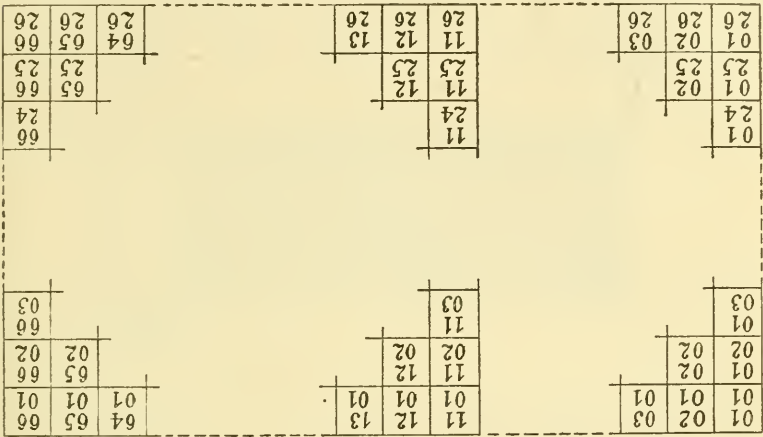 01 02 03 11 12 13 64 65 66
01 01 01 01 01 01 01 01 01
01 02 11 12 65 66
02 02 02 02 02 02
01 11 66
03 03 03
01 11 66
24 24 24
01 02 11 12 65 66
25 25 25 25 25 25
01 02 03 11 12 13 64 65 66
26 26 26 26 26 26 26 26 26